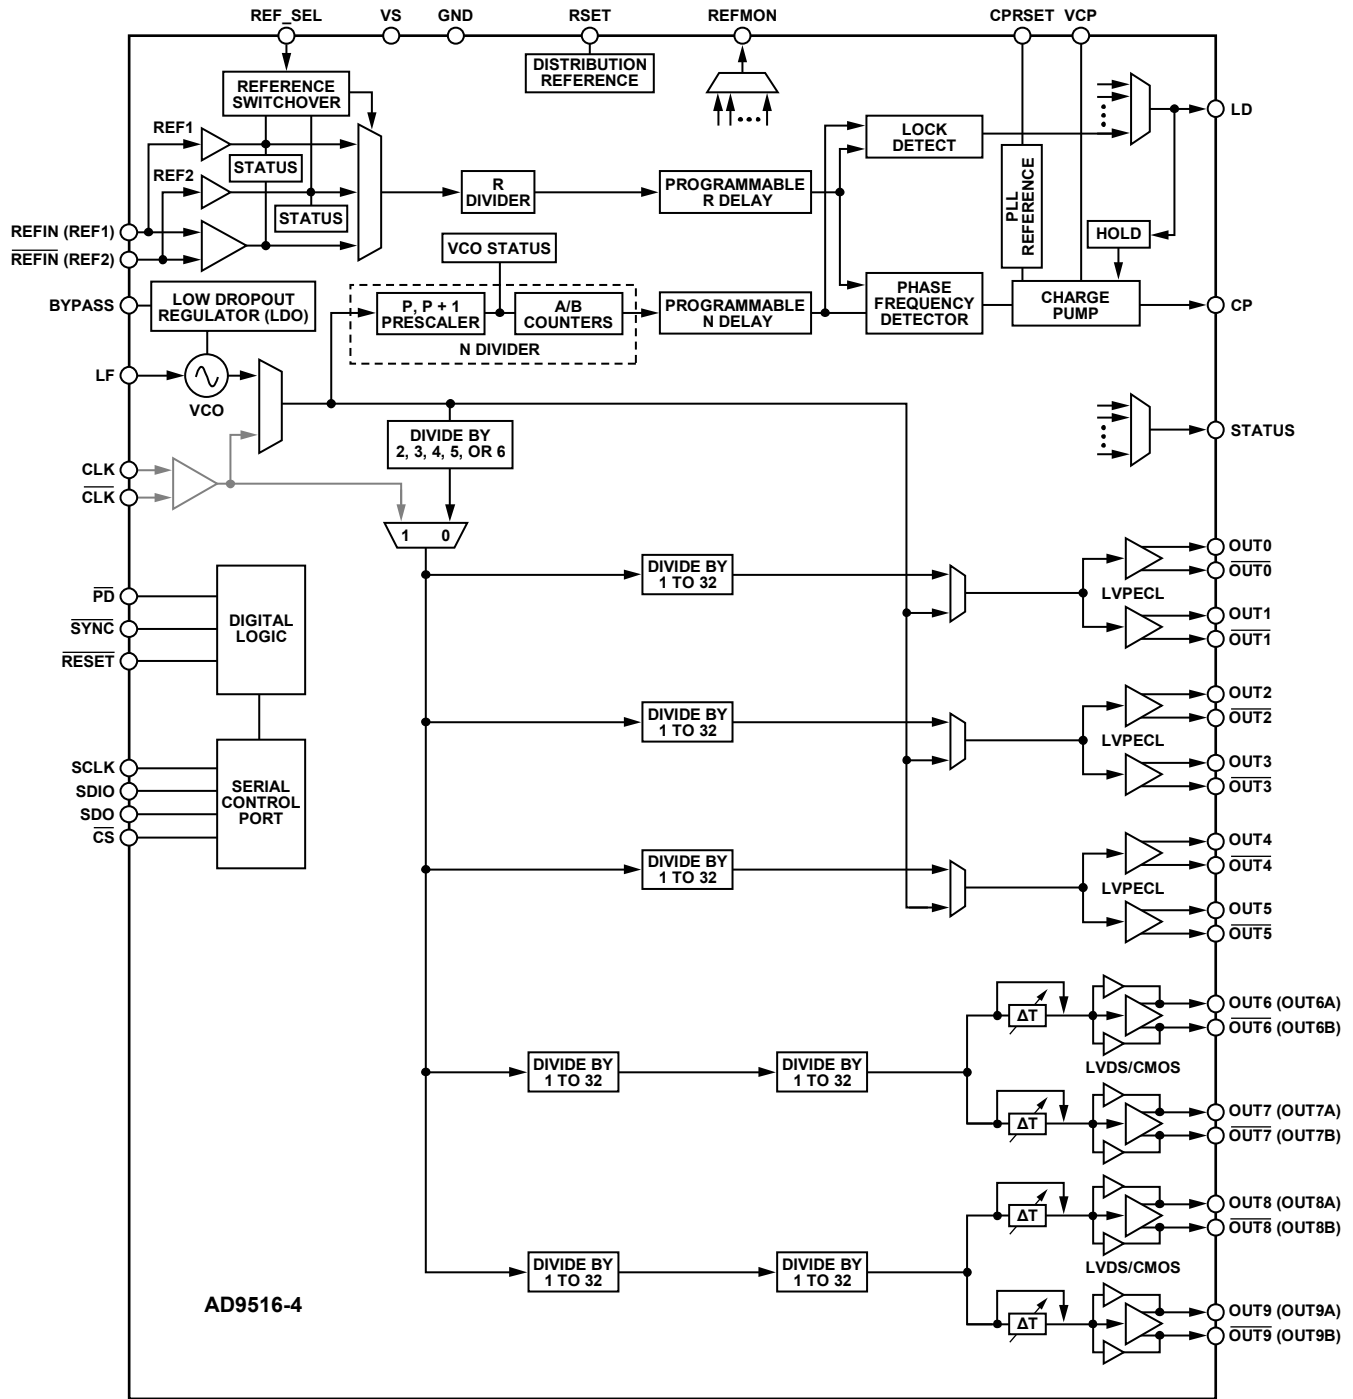 REF_SEL VS GND RSET REFMON CPRSET VCP
DISTRIBUTION
REFERENCE
REFERENCE
SWITCHOVER
REF1
STATUS
REF2
STATUS
REFIN (REF1)
REFIN (REF2)
R
DIVIDER
PROGRAMMABLE
R DELAY
LOCK
DETECT
LD
PLL
REFERENCE
HOLD
VCO STATUS
BYPASS
LOW DROPOUT
REGULATOR (LDO)
P, P + 1
PRESCALER
A/B
COUNTERS
N DIVIDER
PROGRAMMABLE
N DELAY
PHASE
FREQUENCY
DETECTOR
CHARGE
PUMP
CP
LF
VCO
DIVIDE BY
2, 3, 4, 5, OR 6
STATUS
CLK
CLK
1 0
PD
SYNC
RESET
DIGITAL
LOGIC
SCLK
SDIO
SDO
CS
SERIAL
CONTROL
PORT
DIVIDE BY
1 TO 32
LVPECL
OUT0
OUT0
OUT1
OUT1
DIVIDE BY
1 TO 32
LVPECL
OUT2
OUT2
OUT3
OUT3
DIVIDE BY
1 TO 32
LVPECL
OUT4
OUT4
OUT5
OUT5
DIVIDE BY
1 TO 32
DIVIDE BY
1 TO 32
ΔT
ΔT
LVDS/CMOS
OUT6 (OUT6A)
OUT6 (OUT6B)
OUT7 (OUT7A)
OUT7 (OUT7B)
DIVIDE BY
1 TO 32
DIVIDE BY
1 TO 32
ΔT
ΔT
LVDS/CMOS
OUT8 (OUT8A)
OUT8 (OUT8B)
OUT9 (OUT9A)
OUT9 (OUT9B)
AD9516-4